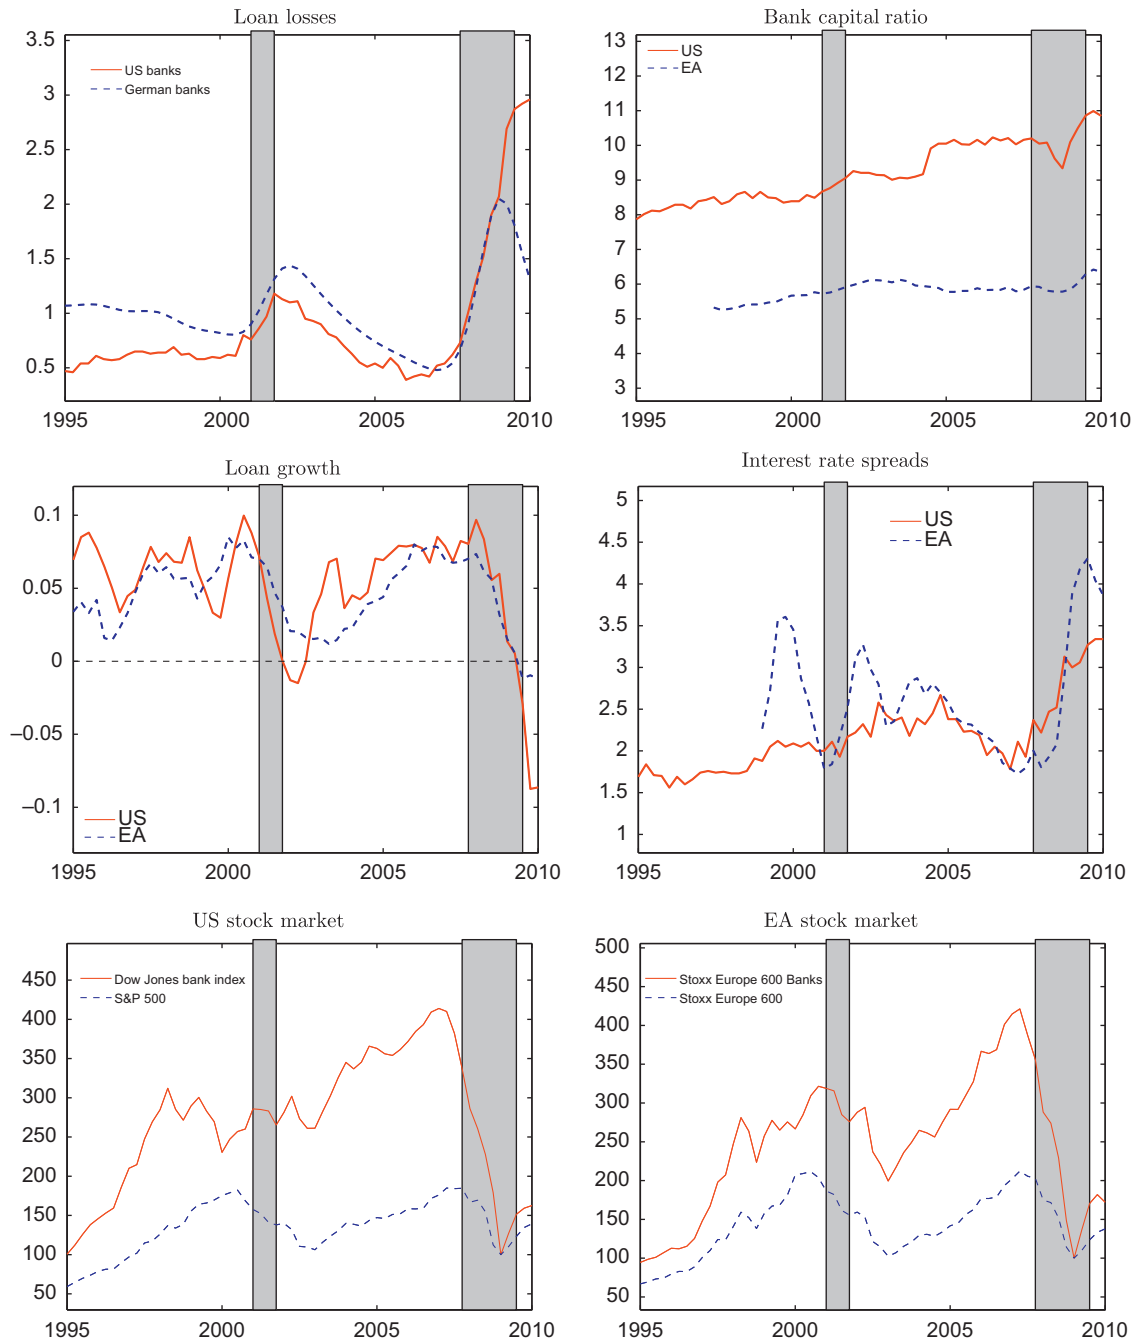 Loan losses
3.5
3
2.5
2
1.5
1
0.5
US banks
German banks
1995 2000 2005 2010
Bank capital ratio
13
12
11
10
9
8
7
6
5
4
3
US
EA
1995 2000 2005 2010
Loan growth
0.1
0.05
0
–0.05
–0.1
US
EA
1995 2000 2005 2010
Interest rate spreads
5
4.5
4
3.5
3
2.5
2
1.5
1
US
EA
1995 2000 2005 2010
US stock market
450
400
350
300
250
200
150
100
50
Dow Jones bank index
S&P 500
1995 2000 2005 2010
EA stock market
500
450
400
350
300
250
200
150
100
50
Stoxx Europe 600 Banks
Stoxx Europe 600
1995 2000 2005 2010